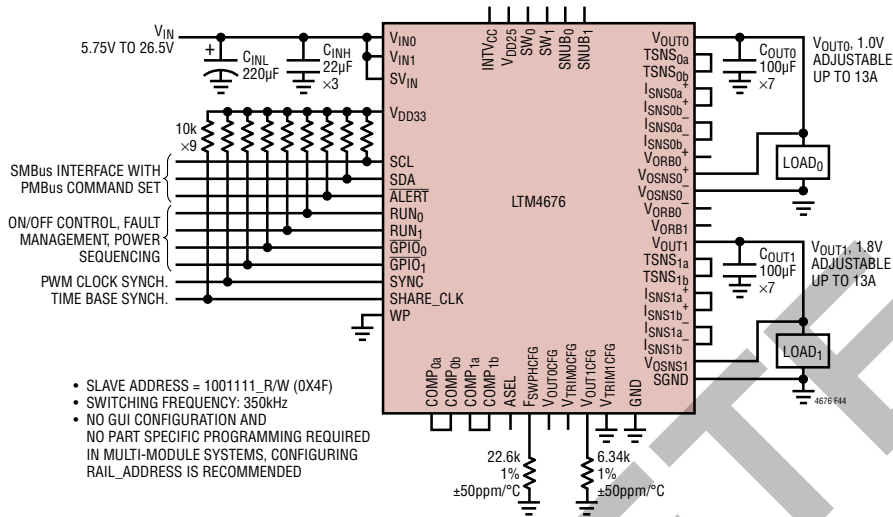 VIN
5.75V TO 26.5V
+
CINL
220µF
CINH
22µF
×3
VIN0
VIN1
SVIN
VDD33
INTVCC
VDD25
SW0
SW1
SNUB0
SNUB1
10k
×9
SMBus INTERFACE WITH
PMBus COMMAND SET
ON/OFF CONTROL, FAULT
MANAGEMENT, POWER
SEQUENCING
PWM CLOCK SYNCH.
TIME BASE SYNCH.
SCL
SDA
ALERT
RUN0
RUN1
GPIO0
GPIO1
SYNC
SHARE_CLK
WP
LTM4676
VOUT0
TSNS0a
TSNS0b
ISNS0a+
ISNS0b+
ISNS0a–
ISNS0b–
VORB0+
VOSNS0+
VOSNS0–
VORB0–
VORB1
VOUT1
TSNS1a
TSNS1b
ISNS1a+
ISNS1b+
ISNS1a–
ISNS1b–
VOSNS1
SGND
COUT0
100µF
×7
VOUT0, 1.0V
ADJUSTABLE
UP TO 13A
LOAD0
COUT1
100µF
×7
VOUT1, 1.8V
ADJUSTABLE
UP TO 13A
LOAD1
4676 F44
COMP0a
COMP0b
COMP1a
COMP1b
ASEL
FSWPHCFG
VOUT0CFG
VTRIM0CFG
VOUT1CFG
VTRIM1CFG
GND
22.6k
1%
±50ppm/°C
6.34k
1%
±50ppm/°C
• SLAVE ADDRESS = 1001111_R/W (0X4F)
• SWITCHING FREQUENCY: 350kHz
• NO GUI CONFIGURATION AND
NO PART SPECIFIC PROGRAMMING REQUIRED
IN MULTI-MODULE SYSTEMS, CONFIGURING
RAIL_ADDRESS IS RECOMMENDED